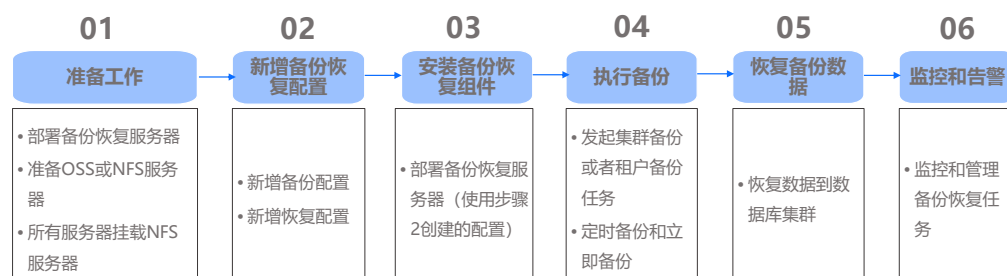 01
准备工作
• 部署备份恢复服务器
• 准备OSS或NFS服务
器
• 所有服务器挂载NFS
服务器
02
新增备份恢
复配置
• 新增备份配置
• 新增恢复配置
03
安装备份恢
复组件
• 部署备份恢复服
务器（使用步骤
2创建的配置）
04
执行备份
• 发起集群备份
或者租户备份
任务
• 定时备份和立
即备份
05
恢复备份数
据
• 恢复数据到数
据库集群
06
监控和告警
• 监控和管理
备份恢复任
务